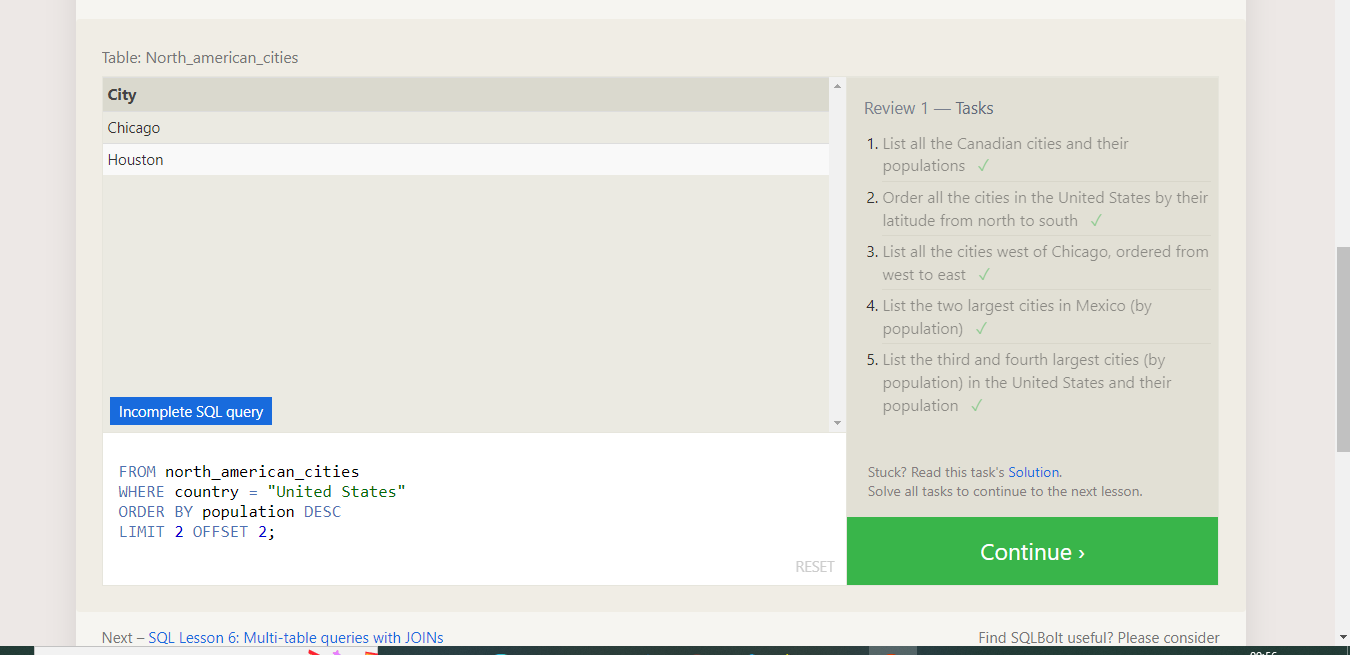 Table: North_american_cities
City
Chicago
Houston
Incomplete SQL query
FROM north_american_cities
WHERE country = "United States"
ORDER BY population DESC
LIMIT 2 OFFSET 2;
RESET
Review 1 — Tasks
1. List all the Canadian cities and their
populations ✓
2. Order all the cities in the United States by their
latitude from north to south ✓
3. List all the cities west of Chicago, ordered from
west to east ✓
4. List the two largest cities in Mexico (by
population) ✓
5. List the third and fourth largest cities (by
population) in the United States and their
population ✓
Stuck? Read this task's Solution.
Solve all tasks to continue to the next lesson.
Continue ›
Next – SQL Lesson 6: Multi-table queries with JOINs
Find SQLBolt useful? Please consider